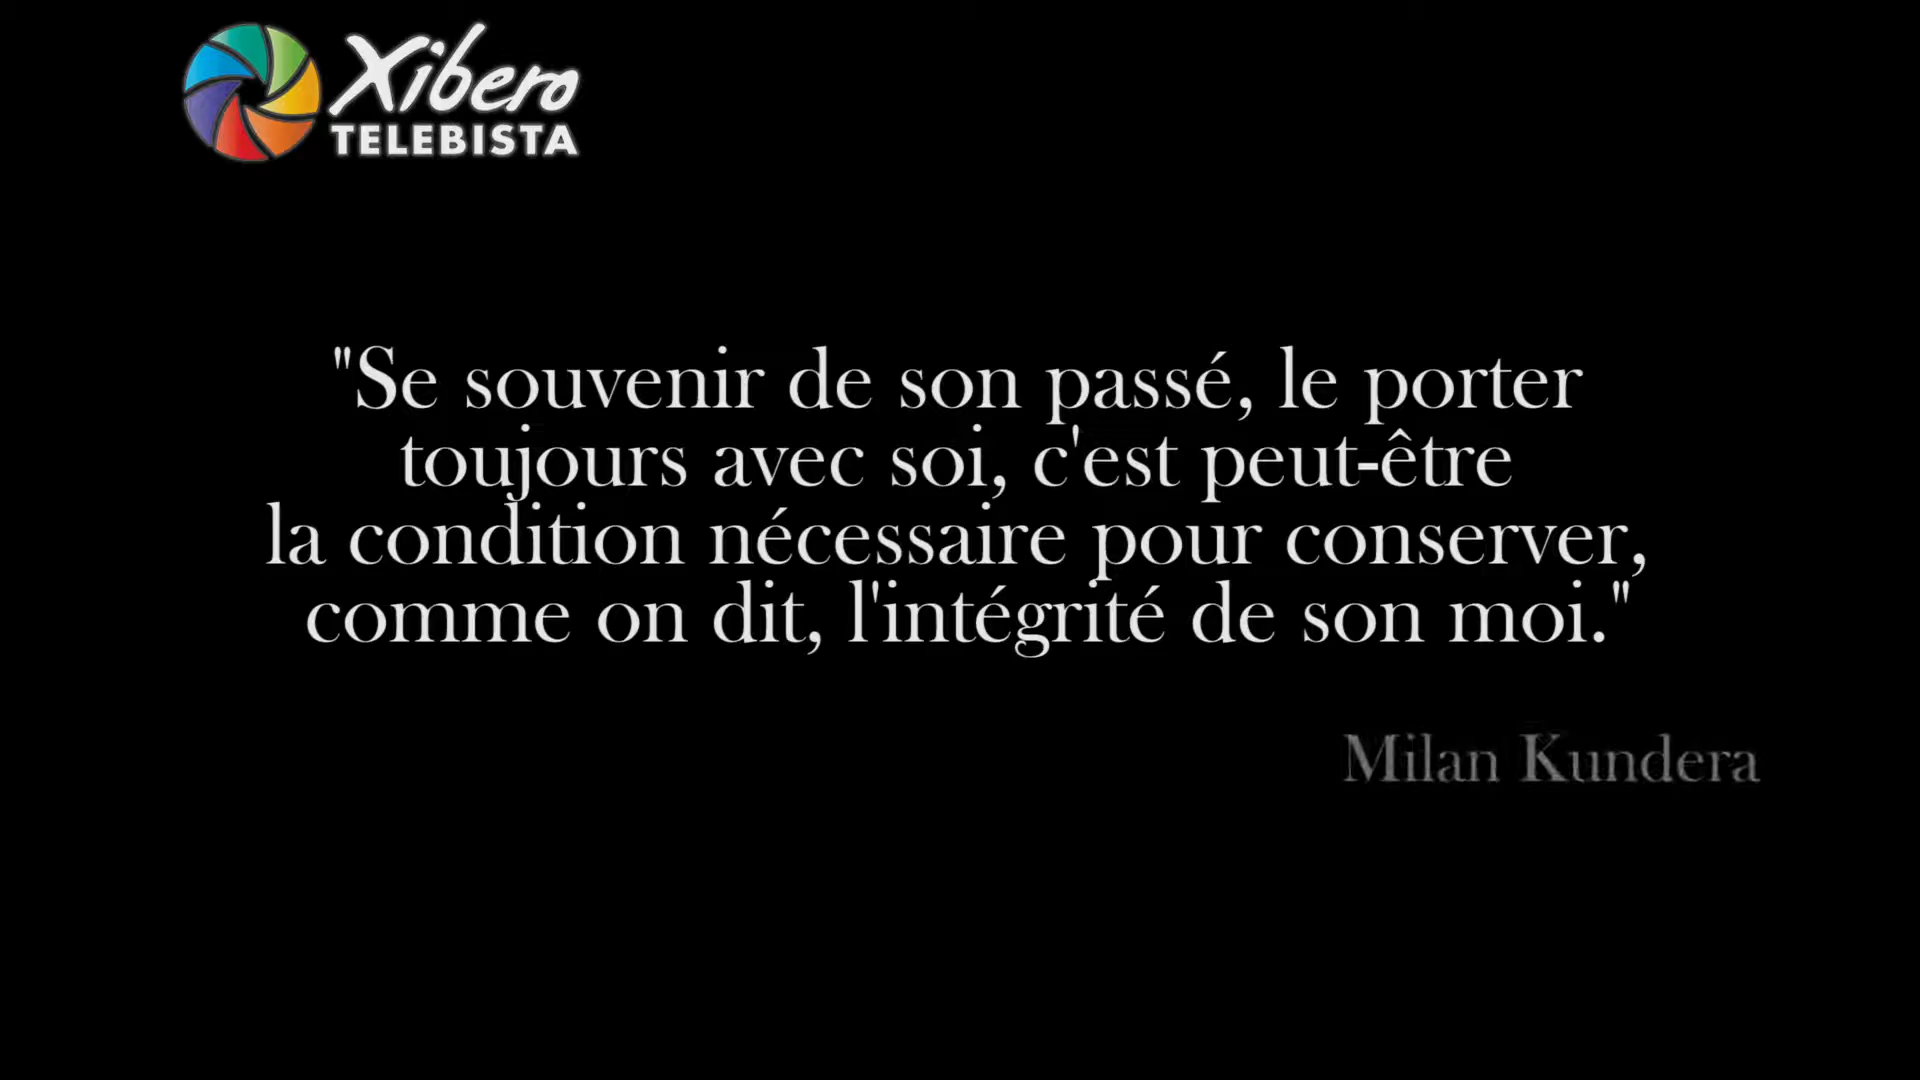 Xibero
TELEBISTA
"Se souvenir de son passé, le porter
toujours avec soi, c'est peut-être
la condition nécessaire pour conserver,
comme on dit, l'intégrité de son moi."
Milan Kundera